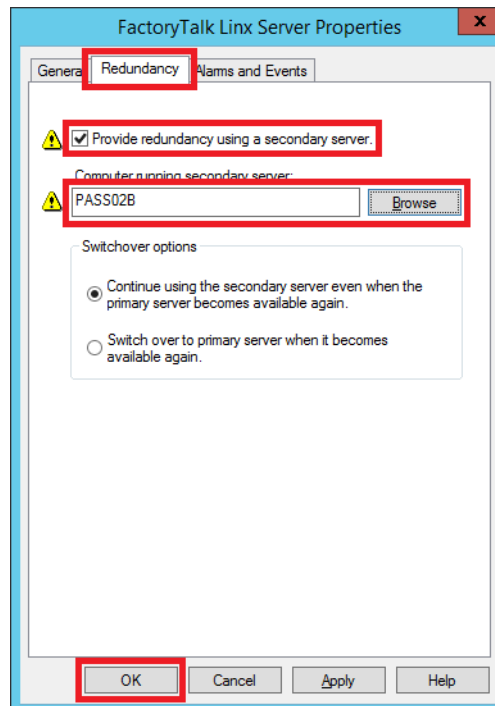 FactoryTalk Linx Server Properties
x
General
Redundancy
Alarms and Events
Provide redundancy using a secondary server.
Computer running secondary server:
PASS02B
Browse
Switchover options
Continue using the secondary server even when the
primary server becomes available again.
Switch over to primary server when it becomes
available again.
OK
Cancel
Apply
Help